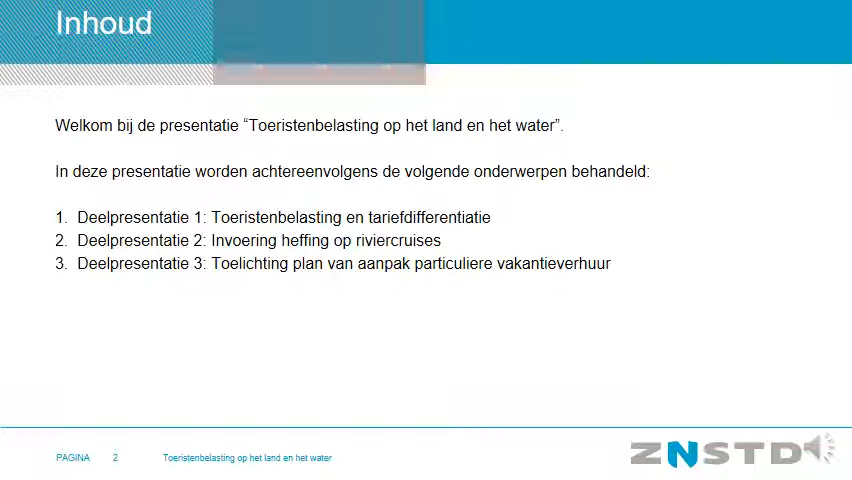 Inhoud
Welkom bij de presentatie “Toeristenbelasting op het land en het water”.
In deze presentatie worden achtereenvolgens de volgende onderwerpen behandeld:
1. Deelpresentatie 1: Toeristenbelasting en tariefdifferentiatie
2. Deelpresentatie 2: Invoering heffing op riviercruises
3. Deelpresentatie 3: Toelichting plan van aanpak particuliere vakantieverhuur
PAGINA 2 Toeristenbelasting op het land en het water
ZNSTD